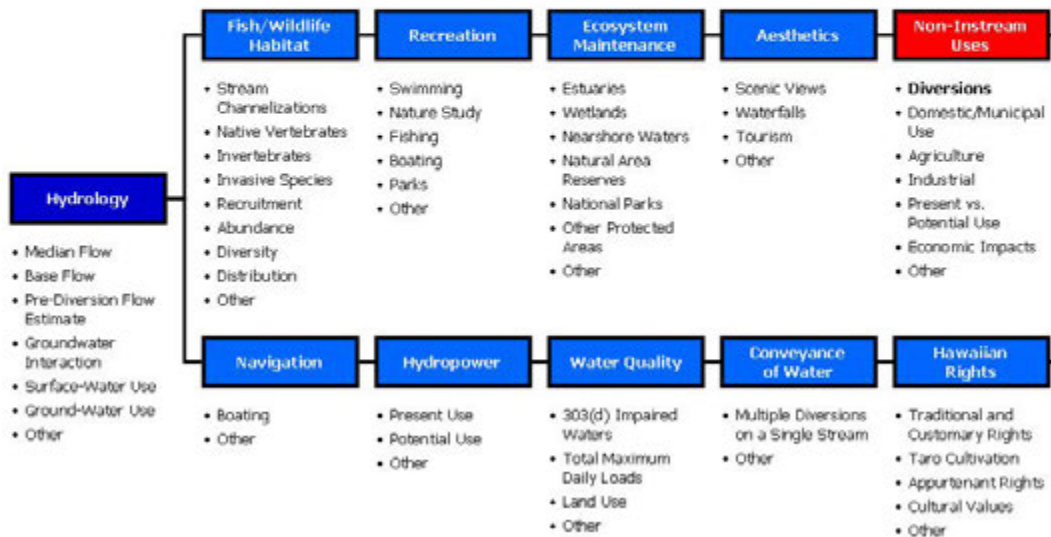 Hydrology
• Median Flow
• Base Flow
• Pre-Diversion Flow
Estimate
• Groundwater
Interaction
• Surface-Water Use
• Ground-Water Use
• Other
Fish/Wildlife
Habitat
• Stream
Channelizations
• Native Vertebrates
• Invertebrates
• Invasive Species
• Recruitment
• Abundance
• Diversity
• Distribution
• Other
Recreation
• Swimming
• Nature Study
• Fishing
• Boating
• Parks
• Other
Ecosystem
Maintenance
• Estuaries
• Wetlands
• Nearshore Waters
• Natural Area
Reserves
• National Parks
• Other Protected
Areas
• Other
Aesthetics
• Scenic Views
• Waterfalls
• Tourism
• Other
Non-Instream
Uses
• Diversions
• Domestic/Municipal
Use
• Agriculture
• Industrial
• Present vs.
Potential Use
• Economic Impacts
• Other
Navigation
• Boating
• Other
Hydropower
• Present Use
• Potential Use
• Other
Water Quality
• 303(d) Impaired
Waters
• Total Maximum
Daily Loads
• Land Use
• Other
Conveyance
of Water
• Multiple Diversions
on a Single Stream
• Other
Hawaiian
Rights
• Traditional and
Customary Rights
• Taro Cultivation
• Appurtenant Rights
• Cultural Values
• Other